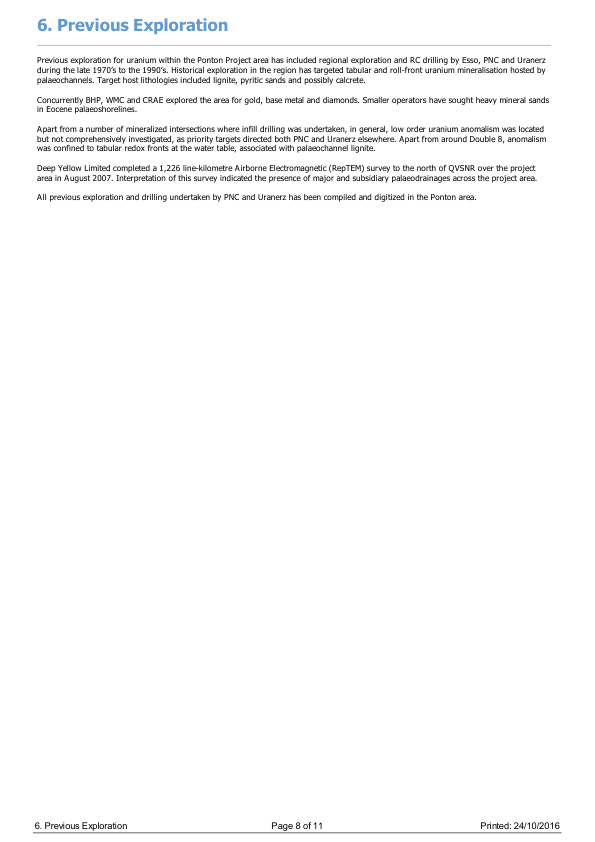 6. Previous Exploration
Previous exploration for uranium within the Ponton Project area has included regional exploration and RC drilling by Esso, PNC and Uranerz
during the late 1970's to the 1990's. Historical exploration in the region has targeted tabular and roll-front uranium mineralisation hosted by
palaeochannels. Target host lithologies included lignite, pyritic sands and possibly calcrete.
Concurrently BHP, WMC and CRAE explored the area for gold, base metal and diamonds. Smaller operators have sought heavy mineral sands
in Eocene palaeoshorelines.
Apart from a number of mineralized intersections where infill drilling was undertaken, in general, low order uranium anomalism was located
but not comprehensively investigated, as priority targets directed both PNC and Uranerz elsewhere. Apart from around Double 8, anomalism
was confined to tabular redox fronts at the water table, associated with palaeochannel lignite.
Deep Yellow Limited completed a 1,226 line-kilometre Airborne Electromagnetic (RepTEM) survey to the north of QVSNR over the project
area in August 2007. Interpretation of this survey indicated the presence of major and subsidiary palaeodrainages across the project area.
All previous exploration and drilling undertaken by PNC and Uranerz has been compiled and digitized in the Ponton area.
6. Previous Exploration Page 8 of 11 Printed: 24/10/2016